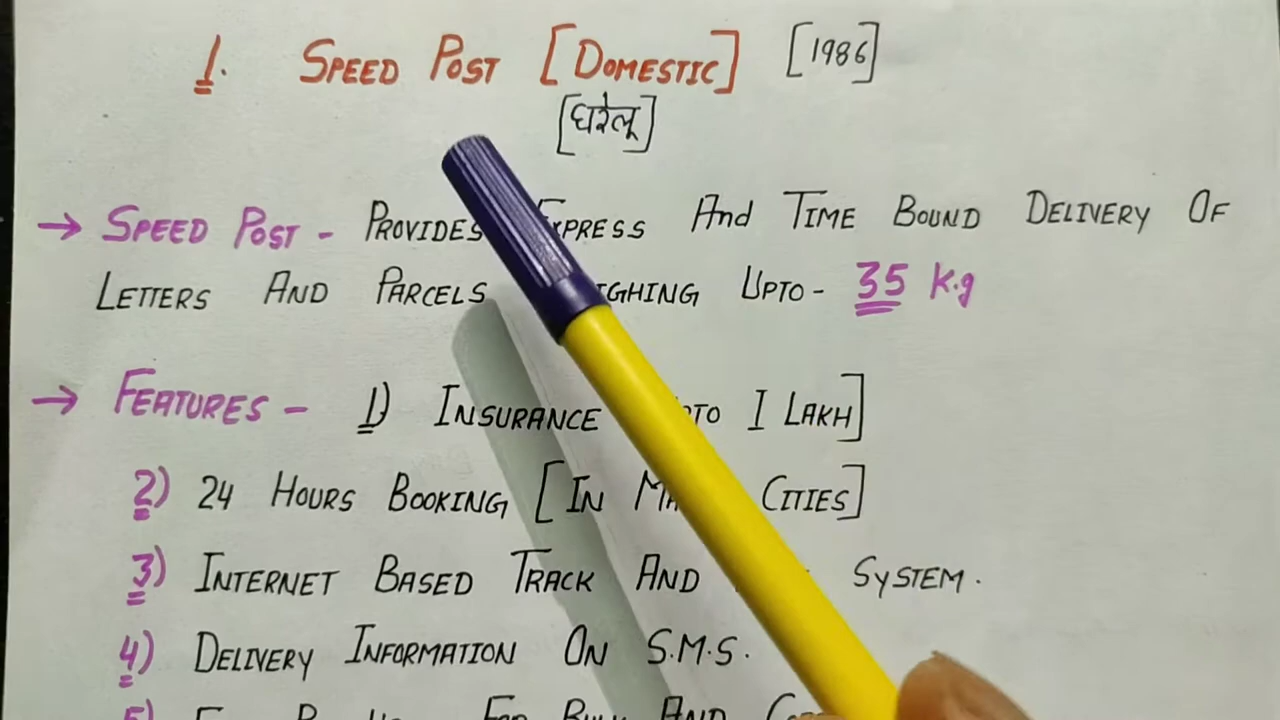 1. SPEED POST [DOMESTIC] [1986]
[घरेलू]
→ SPEED POST - PROVIDES EXPRESS And TIME BOUND DELIVERY OF
LETTERS AND PARCELS UPTO- 35 K.g
→ FEATURES - 1) INSURANCE I LAKH]
2) 24 HOURS BOOKING [IN CITIES]
3) INTERNET BASED TRACK AND SYSTEM.
4) DELIVERY INFORMATION ON S.M.S.
5) AND